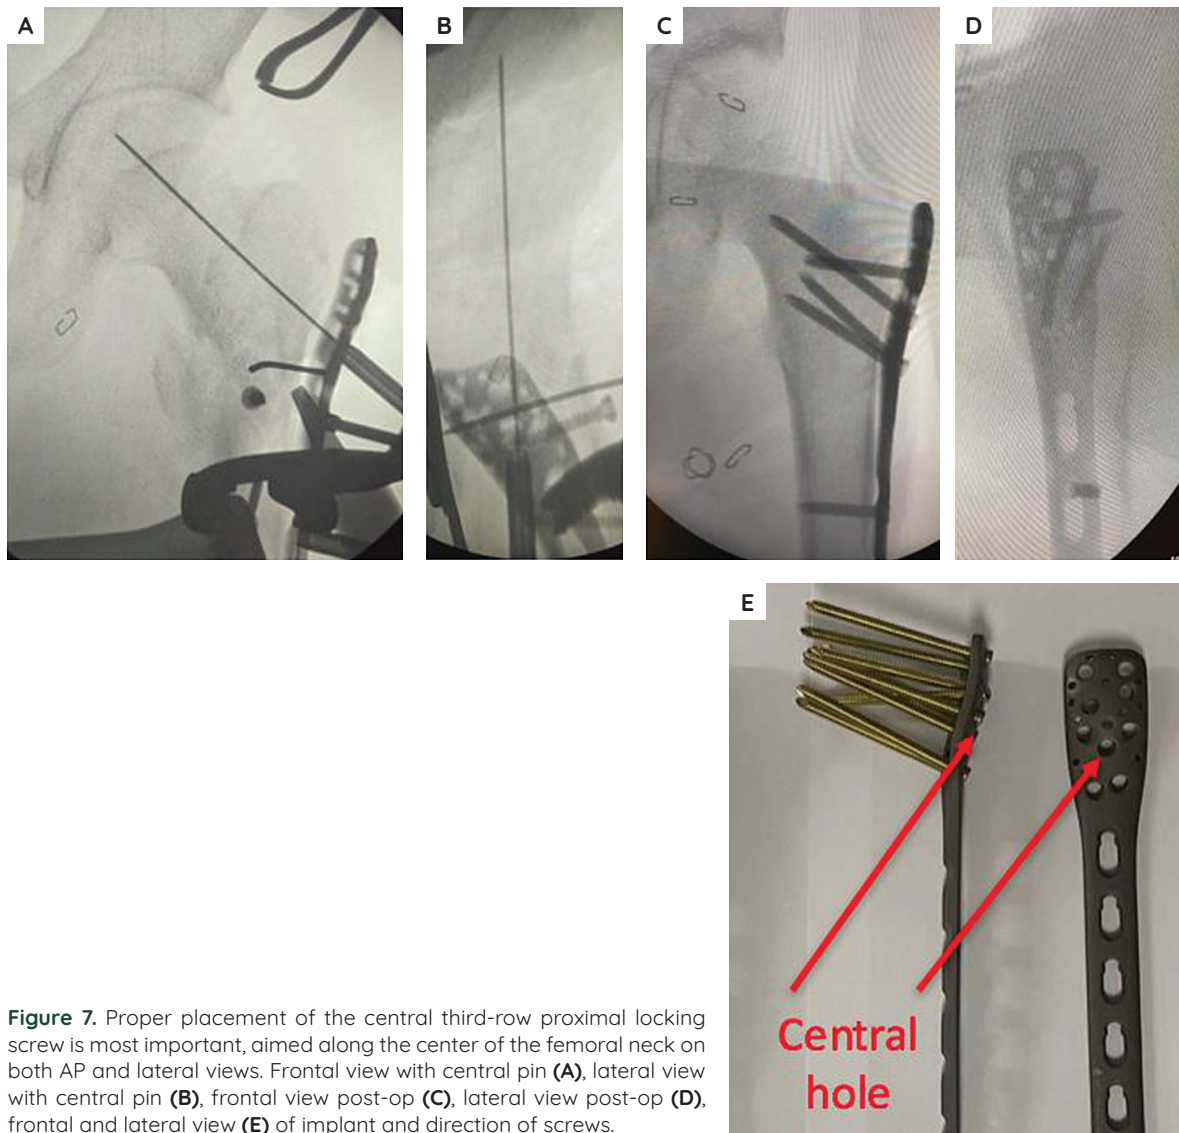 A
B
C
D
E
Central
hole
Figure 7. Proper placement of the central third-row proximal locking
screw is most important, aimed along the center of the femoral neck on
both AP and lateral views. Frontal view with central pin (A), lateral view
with central pin (B), frontal view post-op (C), lateral view post-op (D),
frontal and lateral view (E) of implant and direction of screws.